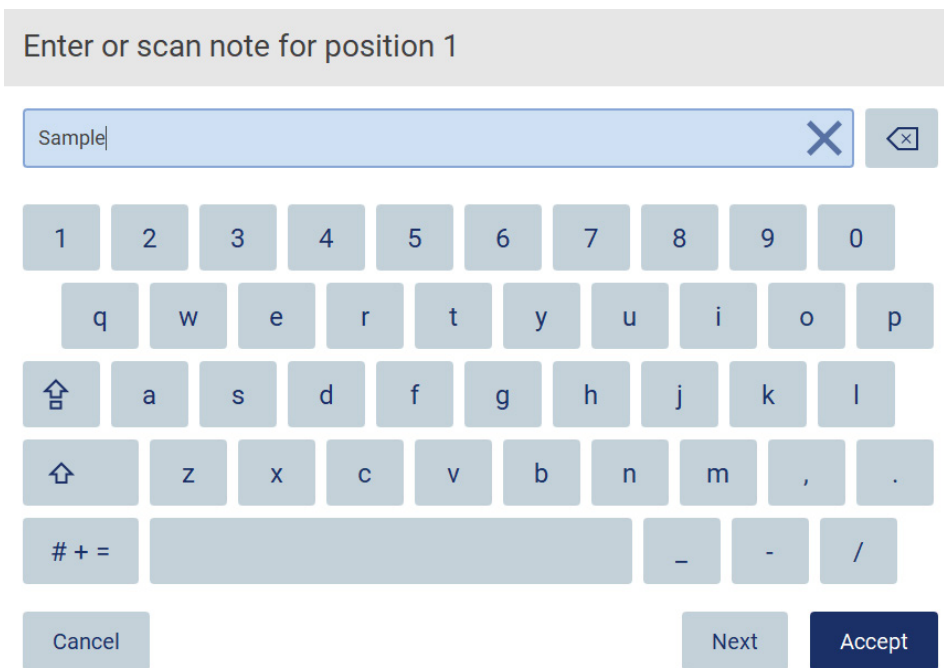 Enter or scan note for position 1
Sample
1 2 3 4 5 6 7 8 9 0
q w e r t y u i o p
a s d f g h j k l
z x c v b n m , .
# + = _ - /
Cancel Next Accept